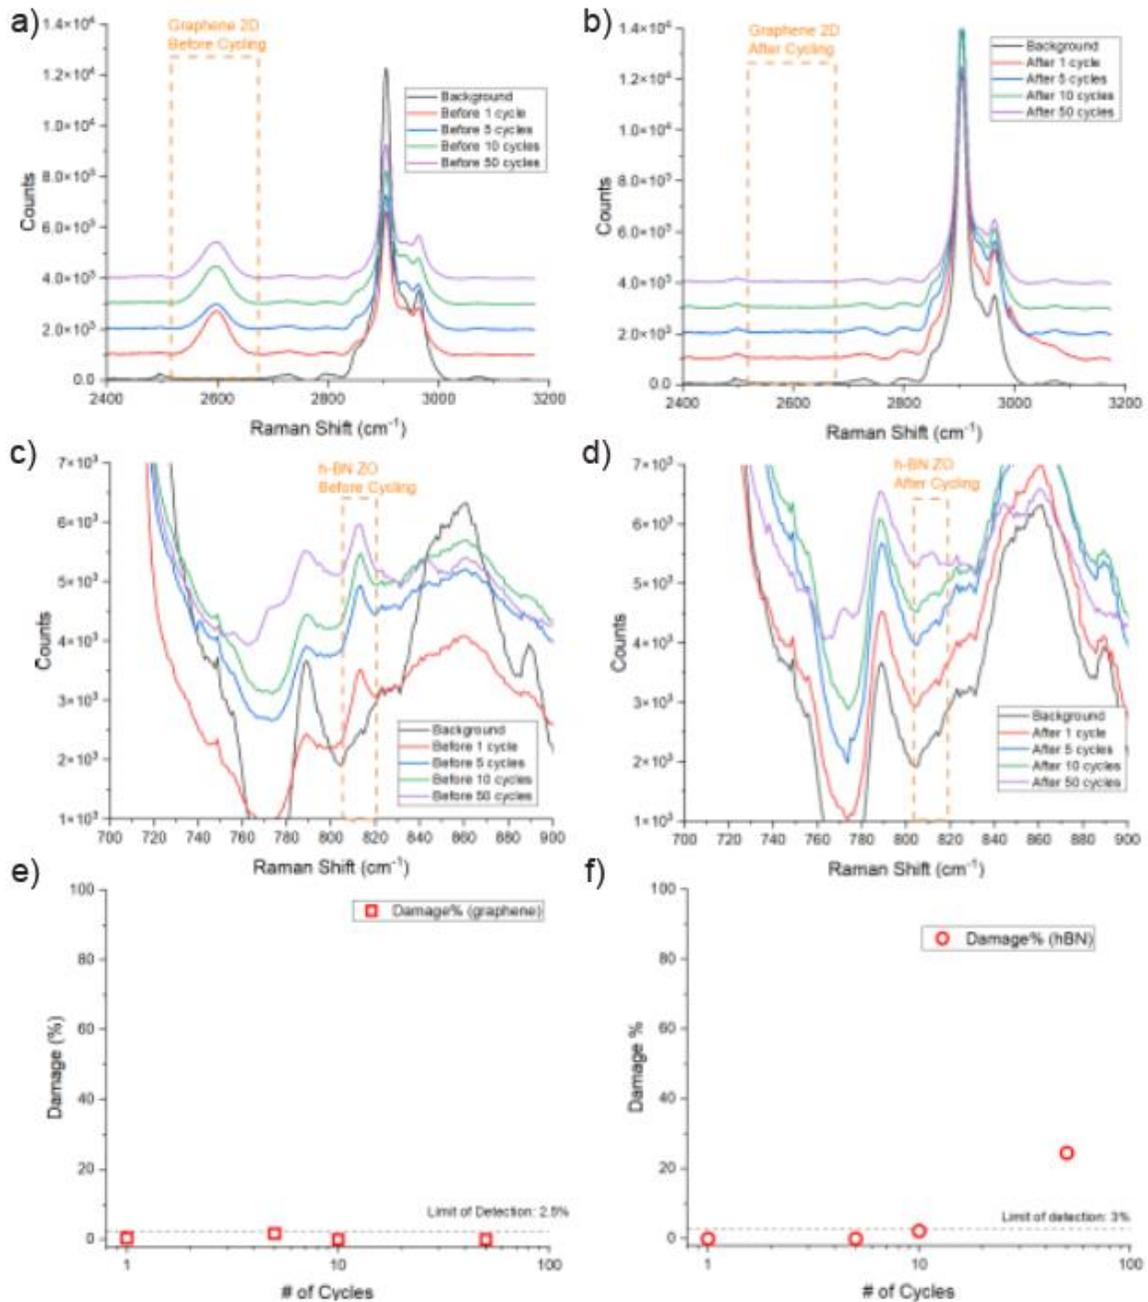 a)
Graphene 2D
Before Cycling
1.4×10⁴
1.2×10⁴
1.0×10⁴
8.0×10³
6.0×10³
4.0×10³
2.0×10³
0.0
Counts
Background
Before 1 cycle
Before 5 cycles
Before 10 cycles
Before 50 cycles
2400 2600 2800 3000 3200
Raman Shift (cm⁻¹)
b)
Graphene 2D
After Cycling
1.4×10⁴
1.2×10⁴
1.0×10⁴
8.0×10³
6.0×10³
4.0×10³
2.0×10³
0.0
Counts
Background
After 1 cycle
After 5 cycles
After 10 cycles
After 50 cycles
2400 2600 2800 3000 3200
Raman Shift (cm⁻¹)
c)
h-BN ZO
Before Cycling
7×10³
6×10³
5×10³
4×10³
3×10³
2×10³
1×10³
Counts
Background
Before 1 cycle
Before 5 cycles
Before 10 cycles
Before 50 cycles
700 720 740 760 780 800 820 840 860 880 900
Raman Shift (cm⁻¹)
d)
h-BN ZO
After Cycling
7×10³
6×10³
5×10³
4×10³
3×10³
2×10³
1×10³
Counts
Background
After 1 cycle
After 5 cycles
After 10 cycles
After 50 cycles
700 720 740 760 780 800 820 840 860 880 900
Raman Shift (cm⁻¹)
e)
100
80
60
40
20
0
Damage (%)
Damage% (graphene)
Limit of Detection: 2.5%
1 10 100
# of Cycles
f)
100
80
60
40
20
0
Damage %
Damage% (hBN)
Limit of detection: 3%
1 10 100
# of Cycles